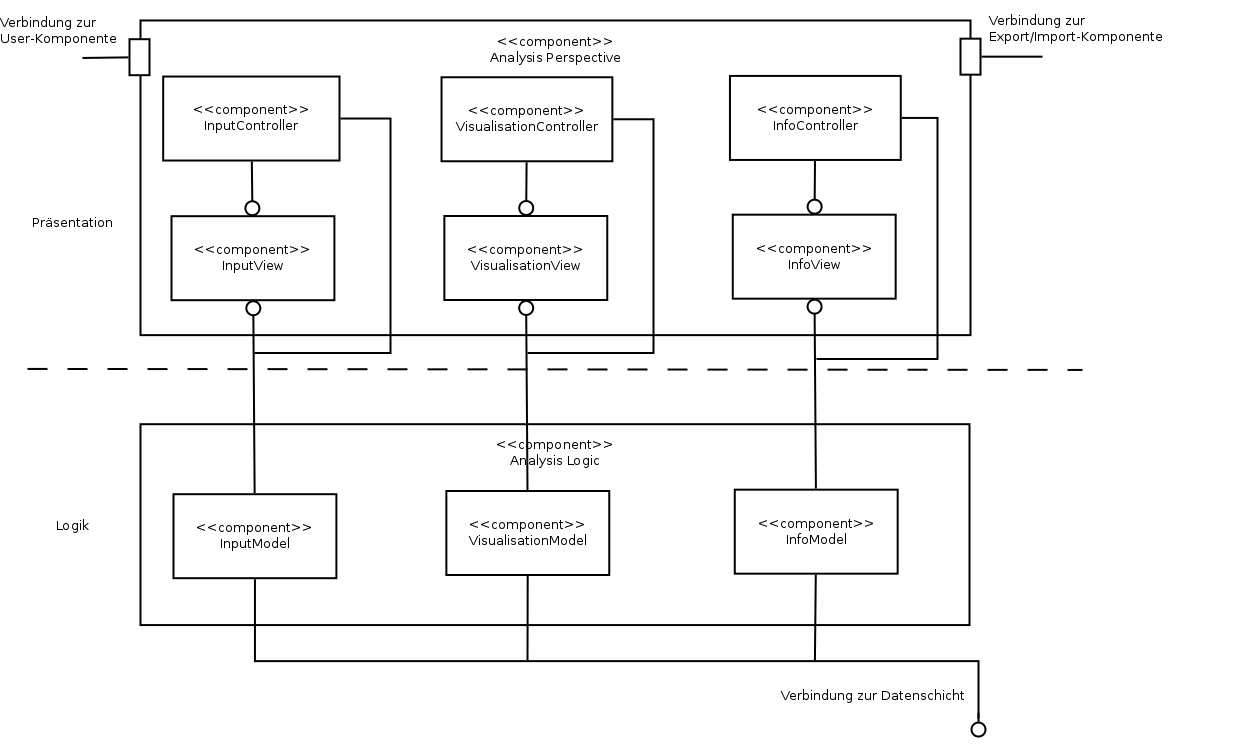 Verbindung zur
User-Komponente
Verbindung zur
Export/Import-Komponente
<<component>>
Analysis Perspective
<<component>>
InputController
<<component>>
VisualisationController
<<component>>
InfoController
Präsentation
<<component>>
InputView
<<component>>
VisualisationView
<<component>>
InfoView
<<component>>
Analysis Logic
Logik
<<component>>
InputModel
<<component>>
VisualisationModel
<<component>>
InfoModel
Verbindung zur Datenschicht